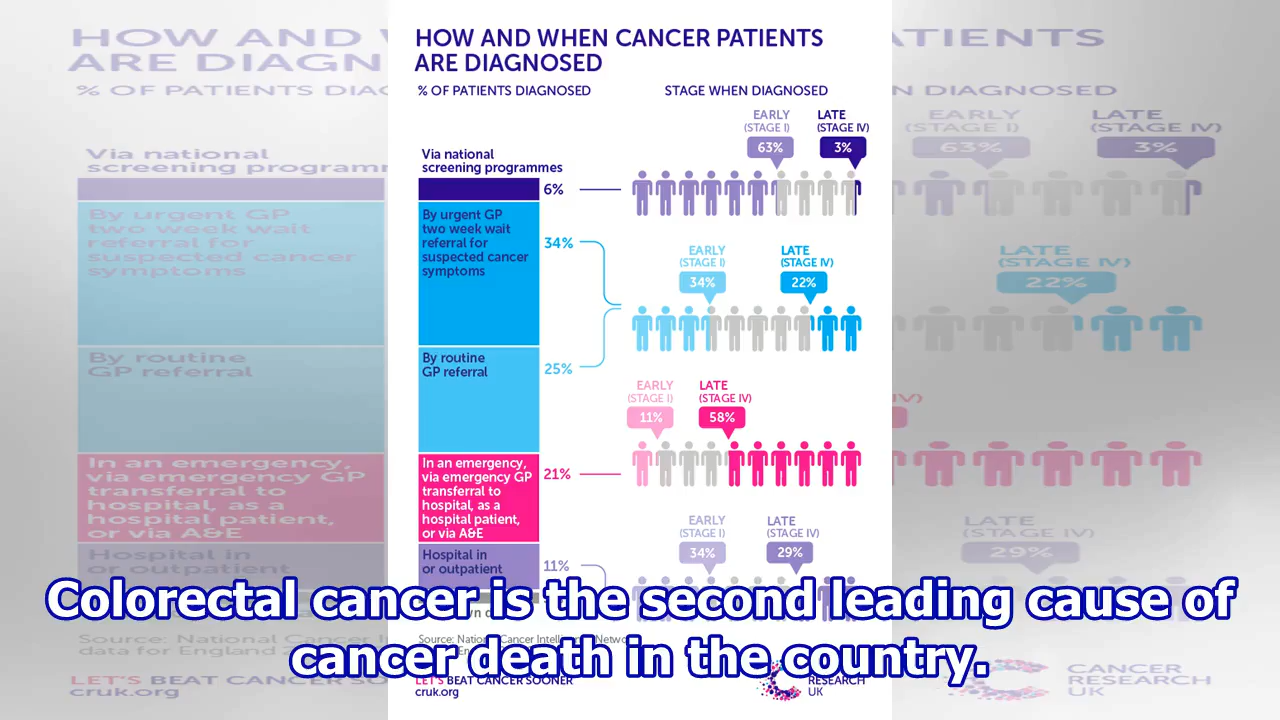 HOW AND WHEN CANCER PATIENTS
ARE DIAGNOSED
% OF PATIENTS DIAGNOSED
STAGE WHEN DIAGNOSED
EARLY
(STAGE I)
LATE
(STAGE IV)
63%
3%
Via national
screening programmes
6%
By urgent GP
two week wait
referral for
suspected cancer
symptoms
34%
EARLY
(STAGE I)
LATE
(STAGE IV)
34%
22%
By routine
GP referral
25%
EARLY
(STAGE I)
LATE
(STAGE IV)
11%
58%
In an emergency,
via emergency GP
transferral to
hospital, as a
hospital patient,
or via A&E
21%
EARLY
(STAGE I)
LATE
(STAGE IV)
34%
29%
Hospital in
or outpatient
11%
Colorectal cancer is the second leading cause of
cancer death in the country.
Source: National Cancer
LET'S BEAT CANCER SOONER
cruk.org
CANCER
RESEARCH
UK